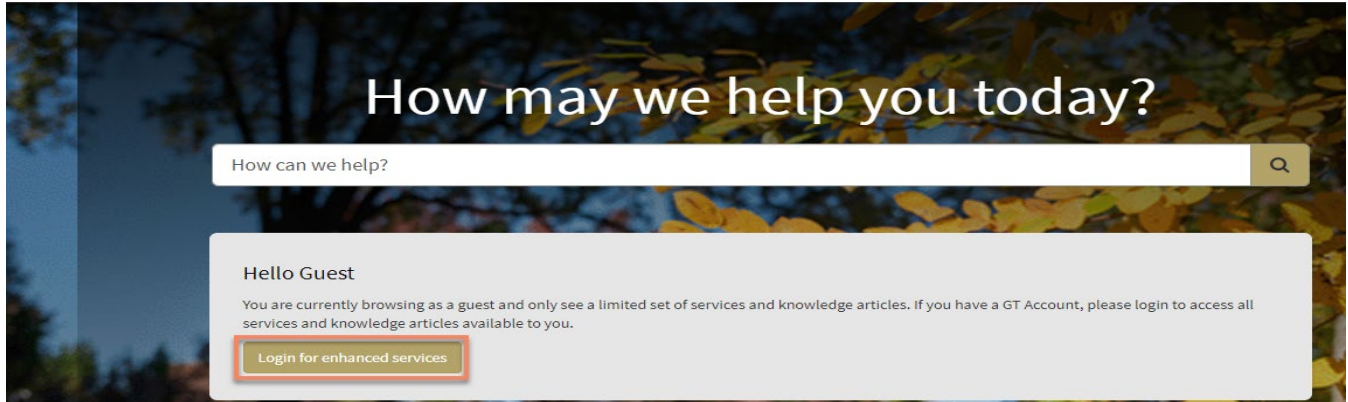 How may we help you today?
How can we help?
Hello Guest
You are currently browsing as a guest and only see a limited set of services and knowledge articles. If you have a GT Account, please login to access all
services and knowledge articles available to you.
Login for enhanced services